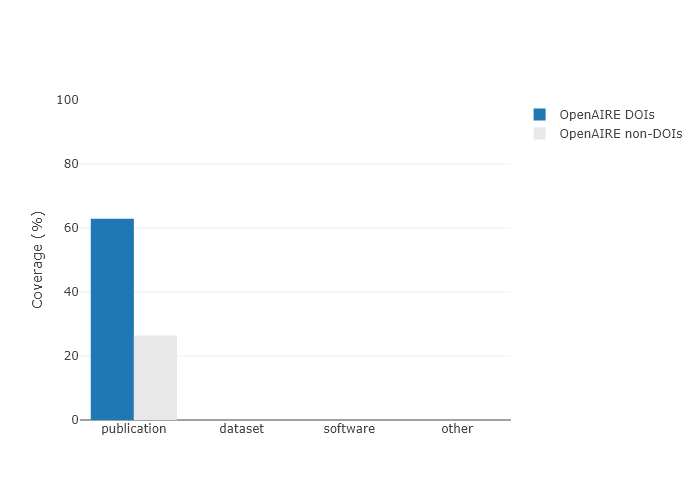 100
80
60
40
20
0
Coverage (%)
publication
dataset
software
other
OpenAIRE DOIs
OpenAIRE non-DOIs